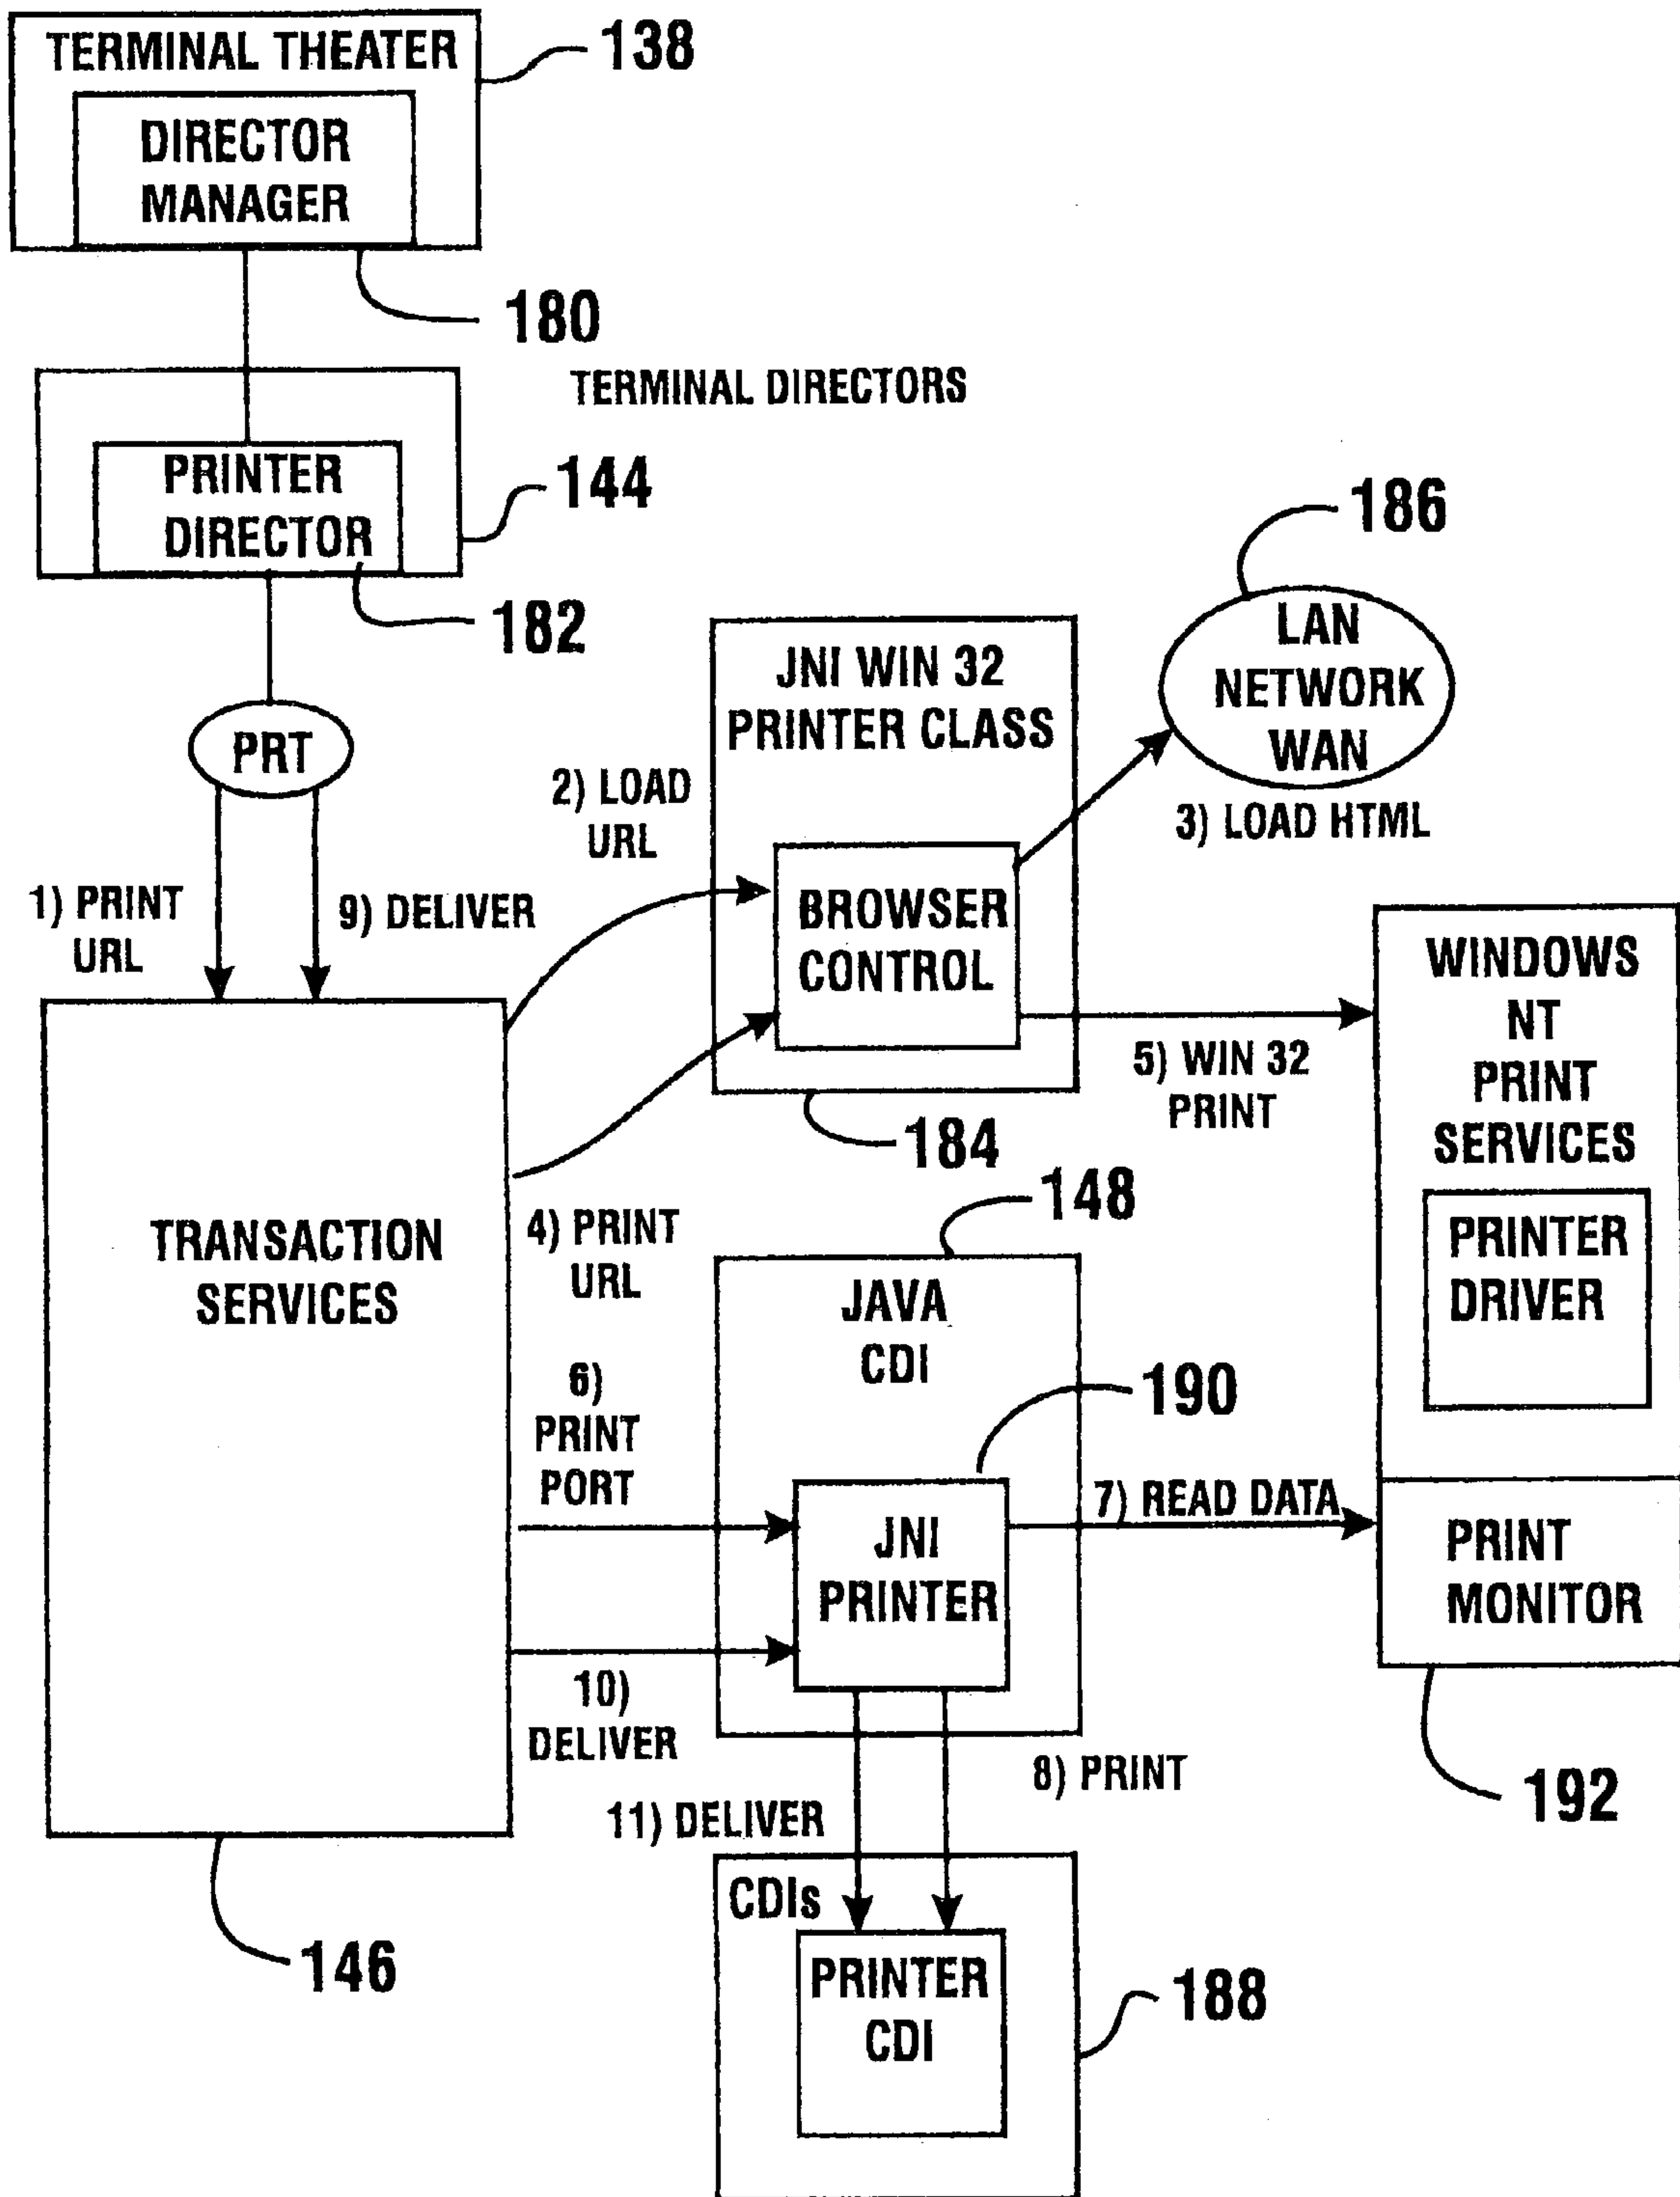 TERMINAL THEATER
138
DIRECTOR
MANAGER
180
TERMINAL DIRECTORS
PRINTER
DIRECTOR
144
182
186
LAN
NETWORK
WAN
JNI WIN 32
PRINTER CLASS
PRT
2) LOAD
URL
3) LOAD HTML
1) PRINT
URL
9) DELIVER
BROWSER
CONTROL
WINDOWS
NT
PRINT
SERVICES
5) WIN 32
PRINT
184
148
TRANSACTION
SERVICES
4) PRINT
URL
PRINTER
DRIVER
JAVA
CDI
6)
PRINT
PORT
190
7) READ DATA
JNI
PRINTER
PRINT
MONITOR
10)
DELIVER
8) PRINT
11) DELIVER
192
CDIs
146
PRINTER
CDI
188